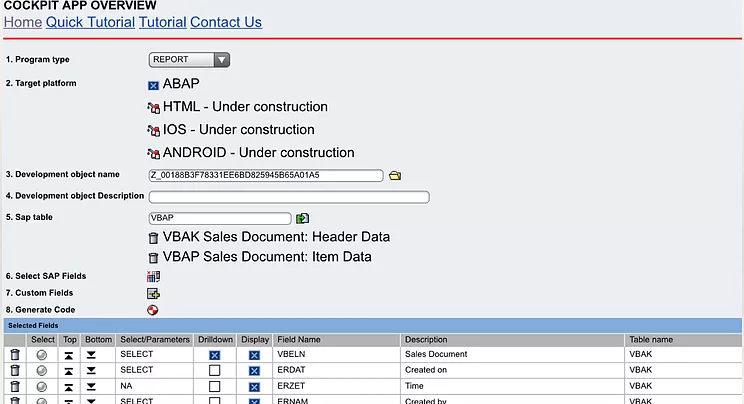 COCKPIT APP OVERVIEW
Home Quick Tutorial Tutorial Contact Us
1. Program type REPORT
2. Target platform ABAP
HTML - Under construction
IOS - Under construction
ANDROID - Under construction
3. Development object name Z_00188B3F78331EE6BD825945B65A01A5
4. Development object Description
5. Sap table VBAP
VBAK Sales Document: Header Data
VBAP Sales Document: Item Data
6. Select SAP Fields
7. Custom Fields
8. Generate Code
Selected Fields
Select Top Bottom Select/Parameters Drilldown Display Field Name Description Table name
SELECT VBELN Sales Document VBAK
SELECT ERDAT Created on VBAK
NA ERZET Time VBAK
SELECT ERNAM Created by VBAK